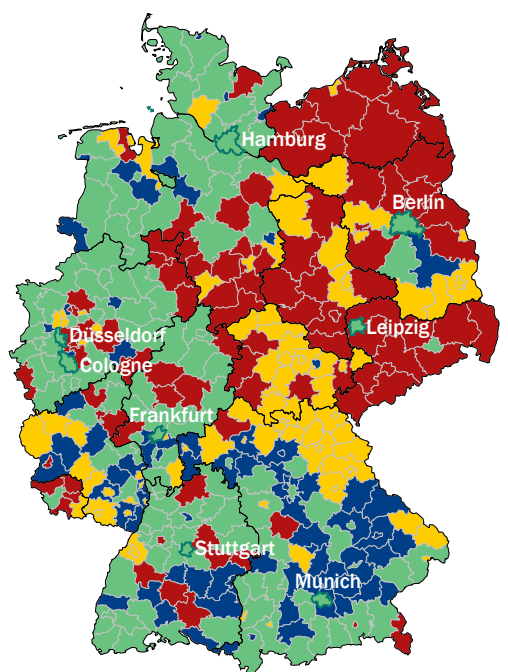 Hamburg
Berlin
Leipzig
Düsseldorf
Cologne
Frankfurt
Stuttgart
Munich